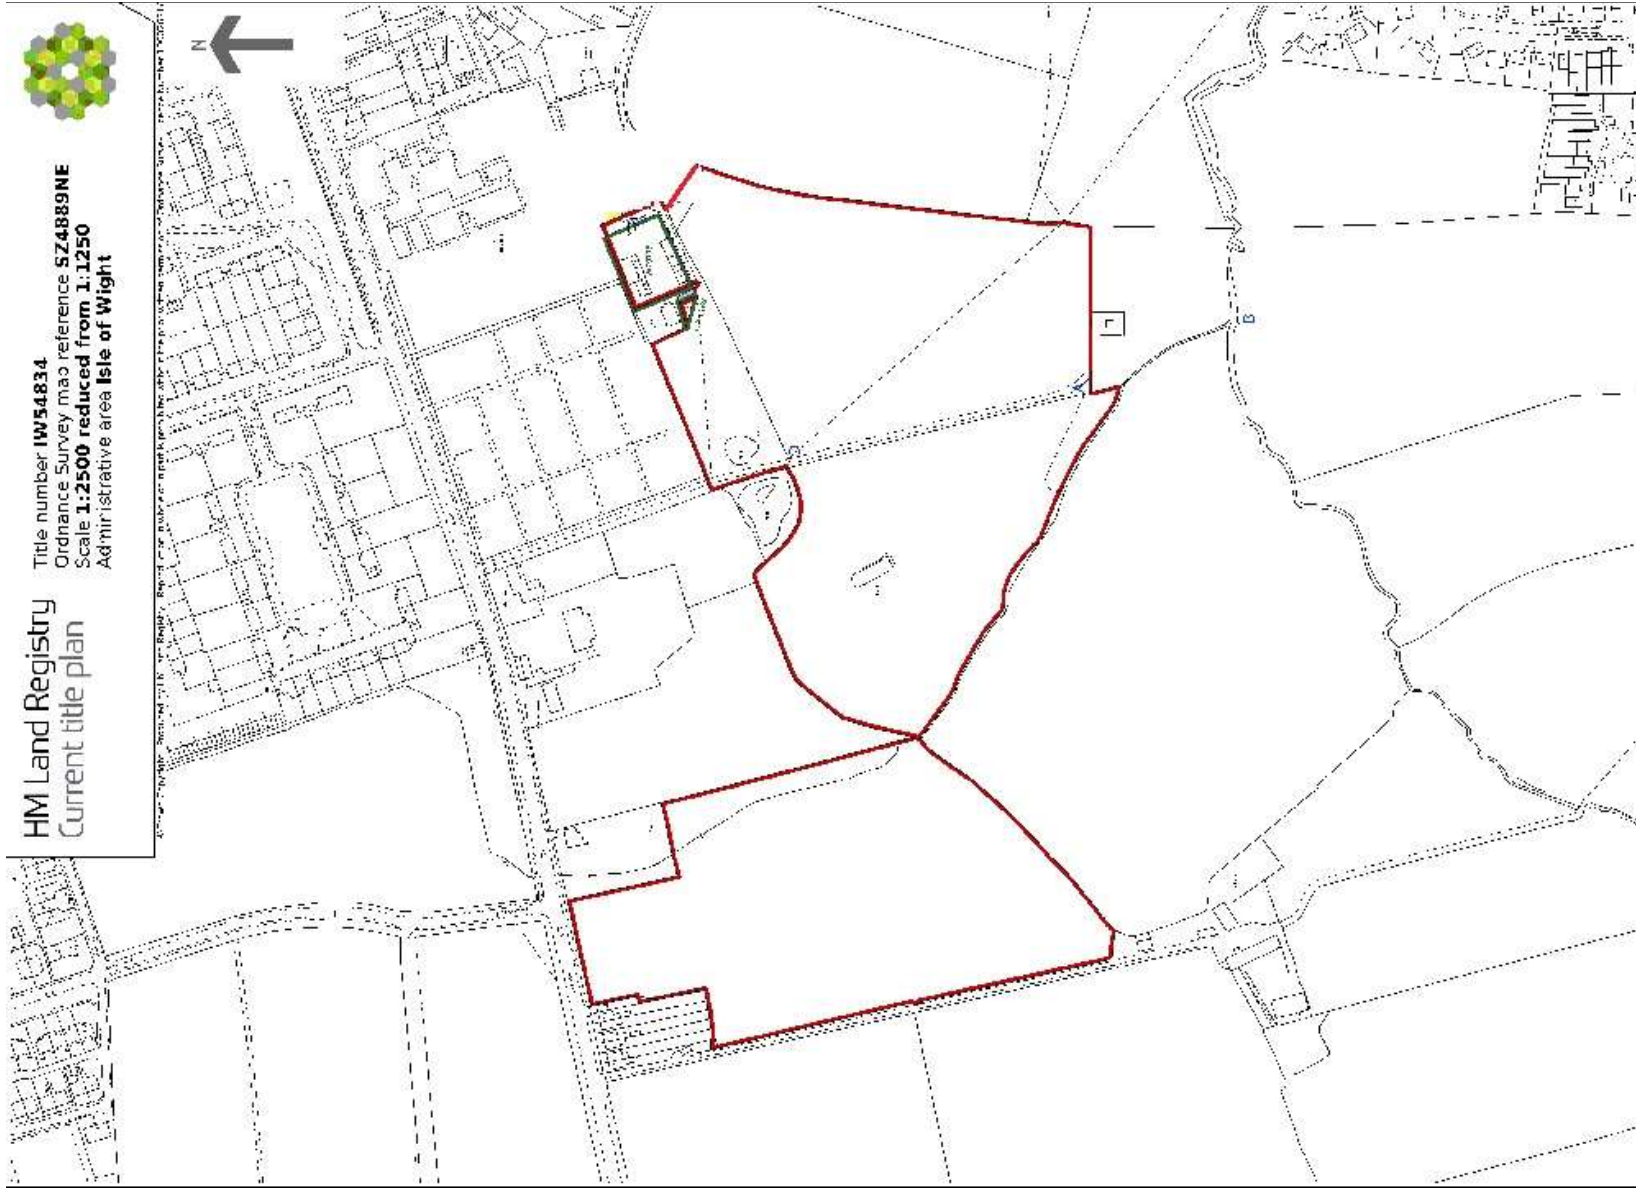 HM Land Registry
Current title plan
Title number IW54834
Ordnance Survey map reference SZ4889NE
Scale 1:2500 reduced from 1:1250
Administrative area Isle of Wight
N
A
B